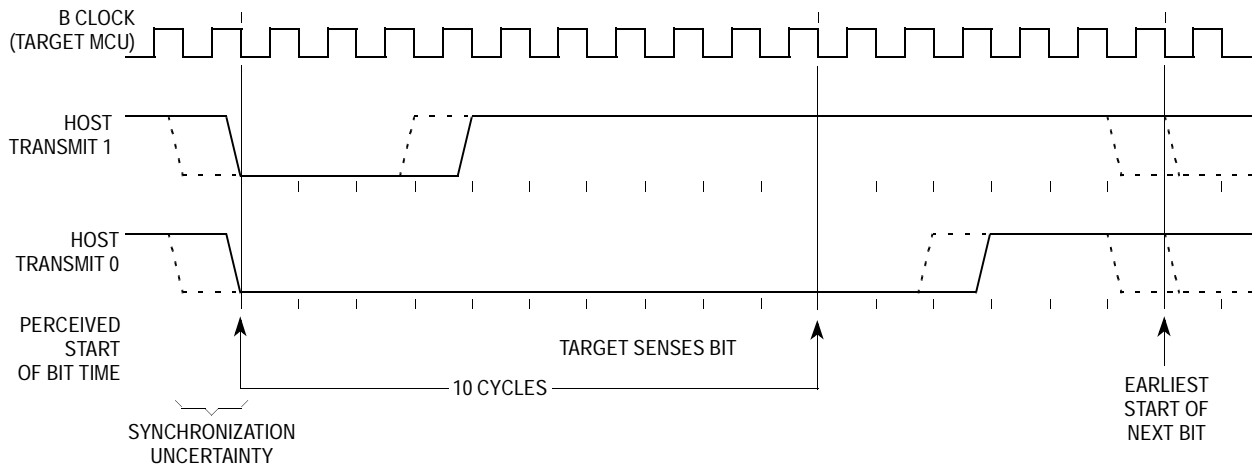 B CLOCK
(TARGET MCU)
HOST
TRANSMIT 1
HOST
TRANSMIT 0
PERCEIVED
START
OF BIT TIME
TARGET SENSES BIT
10 CYCLES
EARLIEST
START OF
NEXT BIT
SYNCHRONIZATION
UNCERTAINTY